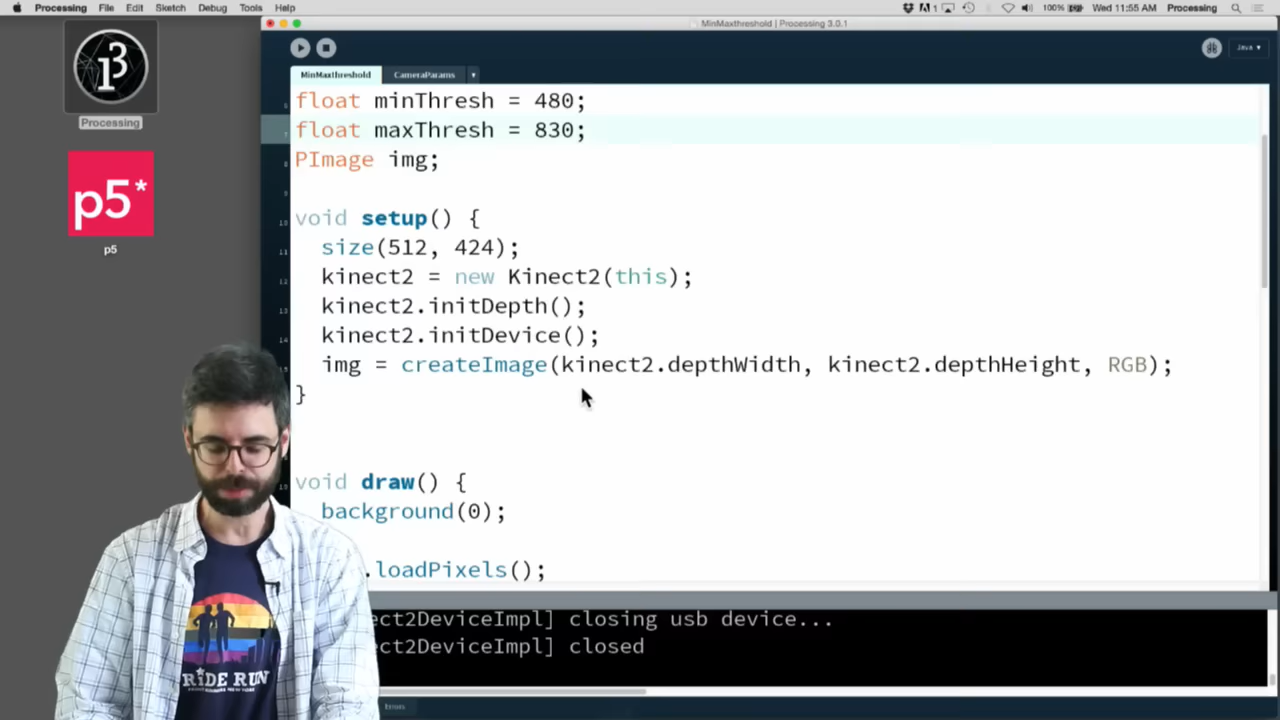 Processing File Edit Sketch Debug Tools Help
100% Wed 11:55 AM Processing
MinMaxthreshold | Processing 3.0.1
Java
MinMaxthreshold CameraParams
float minThresh = 480;
float maxThresh = 830;
PImage img;
void setup() {
size(512, 424);
kinect2 = new Kinect2(this);
kinect2.initDepth();
kinect2.initDevice();
img = createImage(kinect2.depthWidth, kinect2.depthHeight, RGB);
}
void draw() {
background(0);
.loadPixels();
ect2DeviceImpl] closing usb device...
ect2DeviceImpl] closed
Errors
Processing
p5*
p5
RIDE RUN